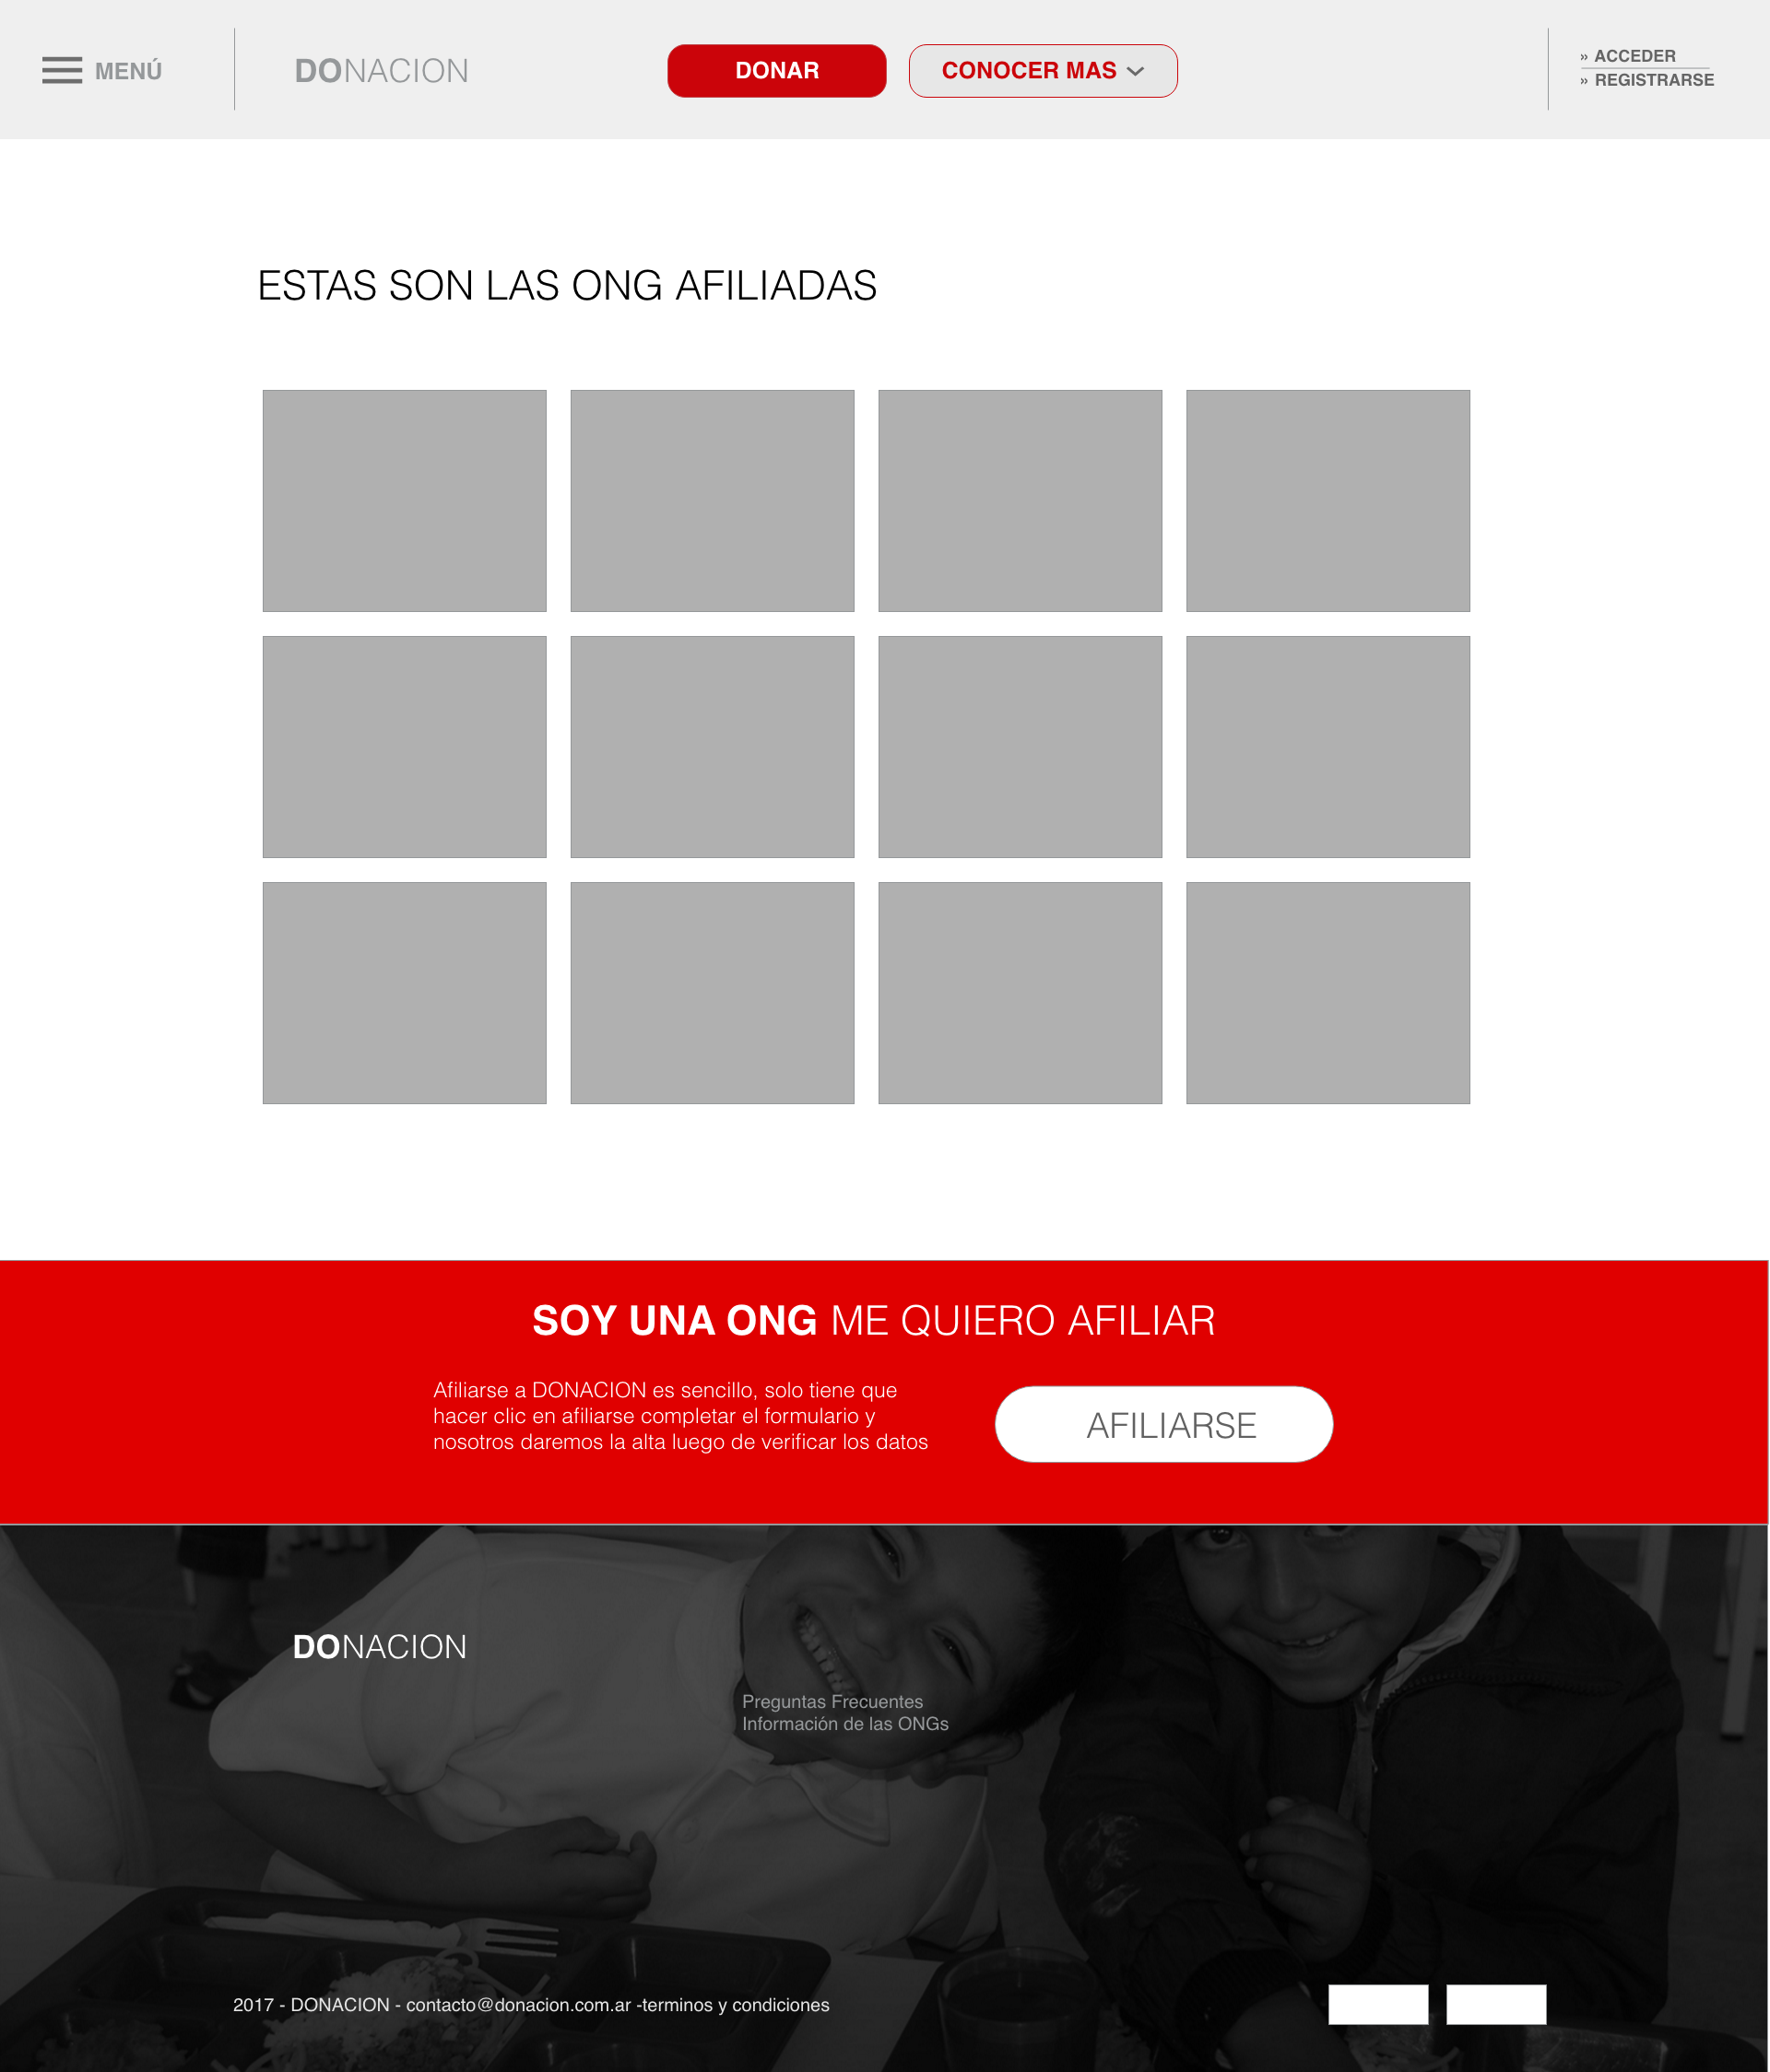 MENÚ
DONACION
DONAR
CONOCER MAS
» ACCEDER
» REGISTRARSE
ESTAS SON LAS ONG AFILIADAS
SOY UNA ONG ME QUIERO AFILIAR
Afiliarse a DONACION es sencillo, solo tiene que
hacer clic en afiliarse completar el formulario y
nosotros daremos la alta luego de verificar los datos
AFILIARSE
DONACION
Preguntas Frecuentes
Información de las ONGs
2017 - DONACION - contacto@donacion.com.ar -terminos y condiciones